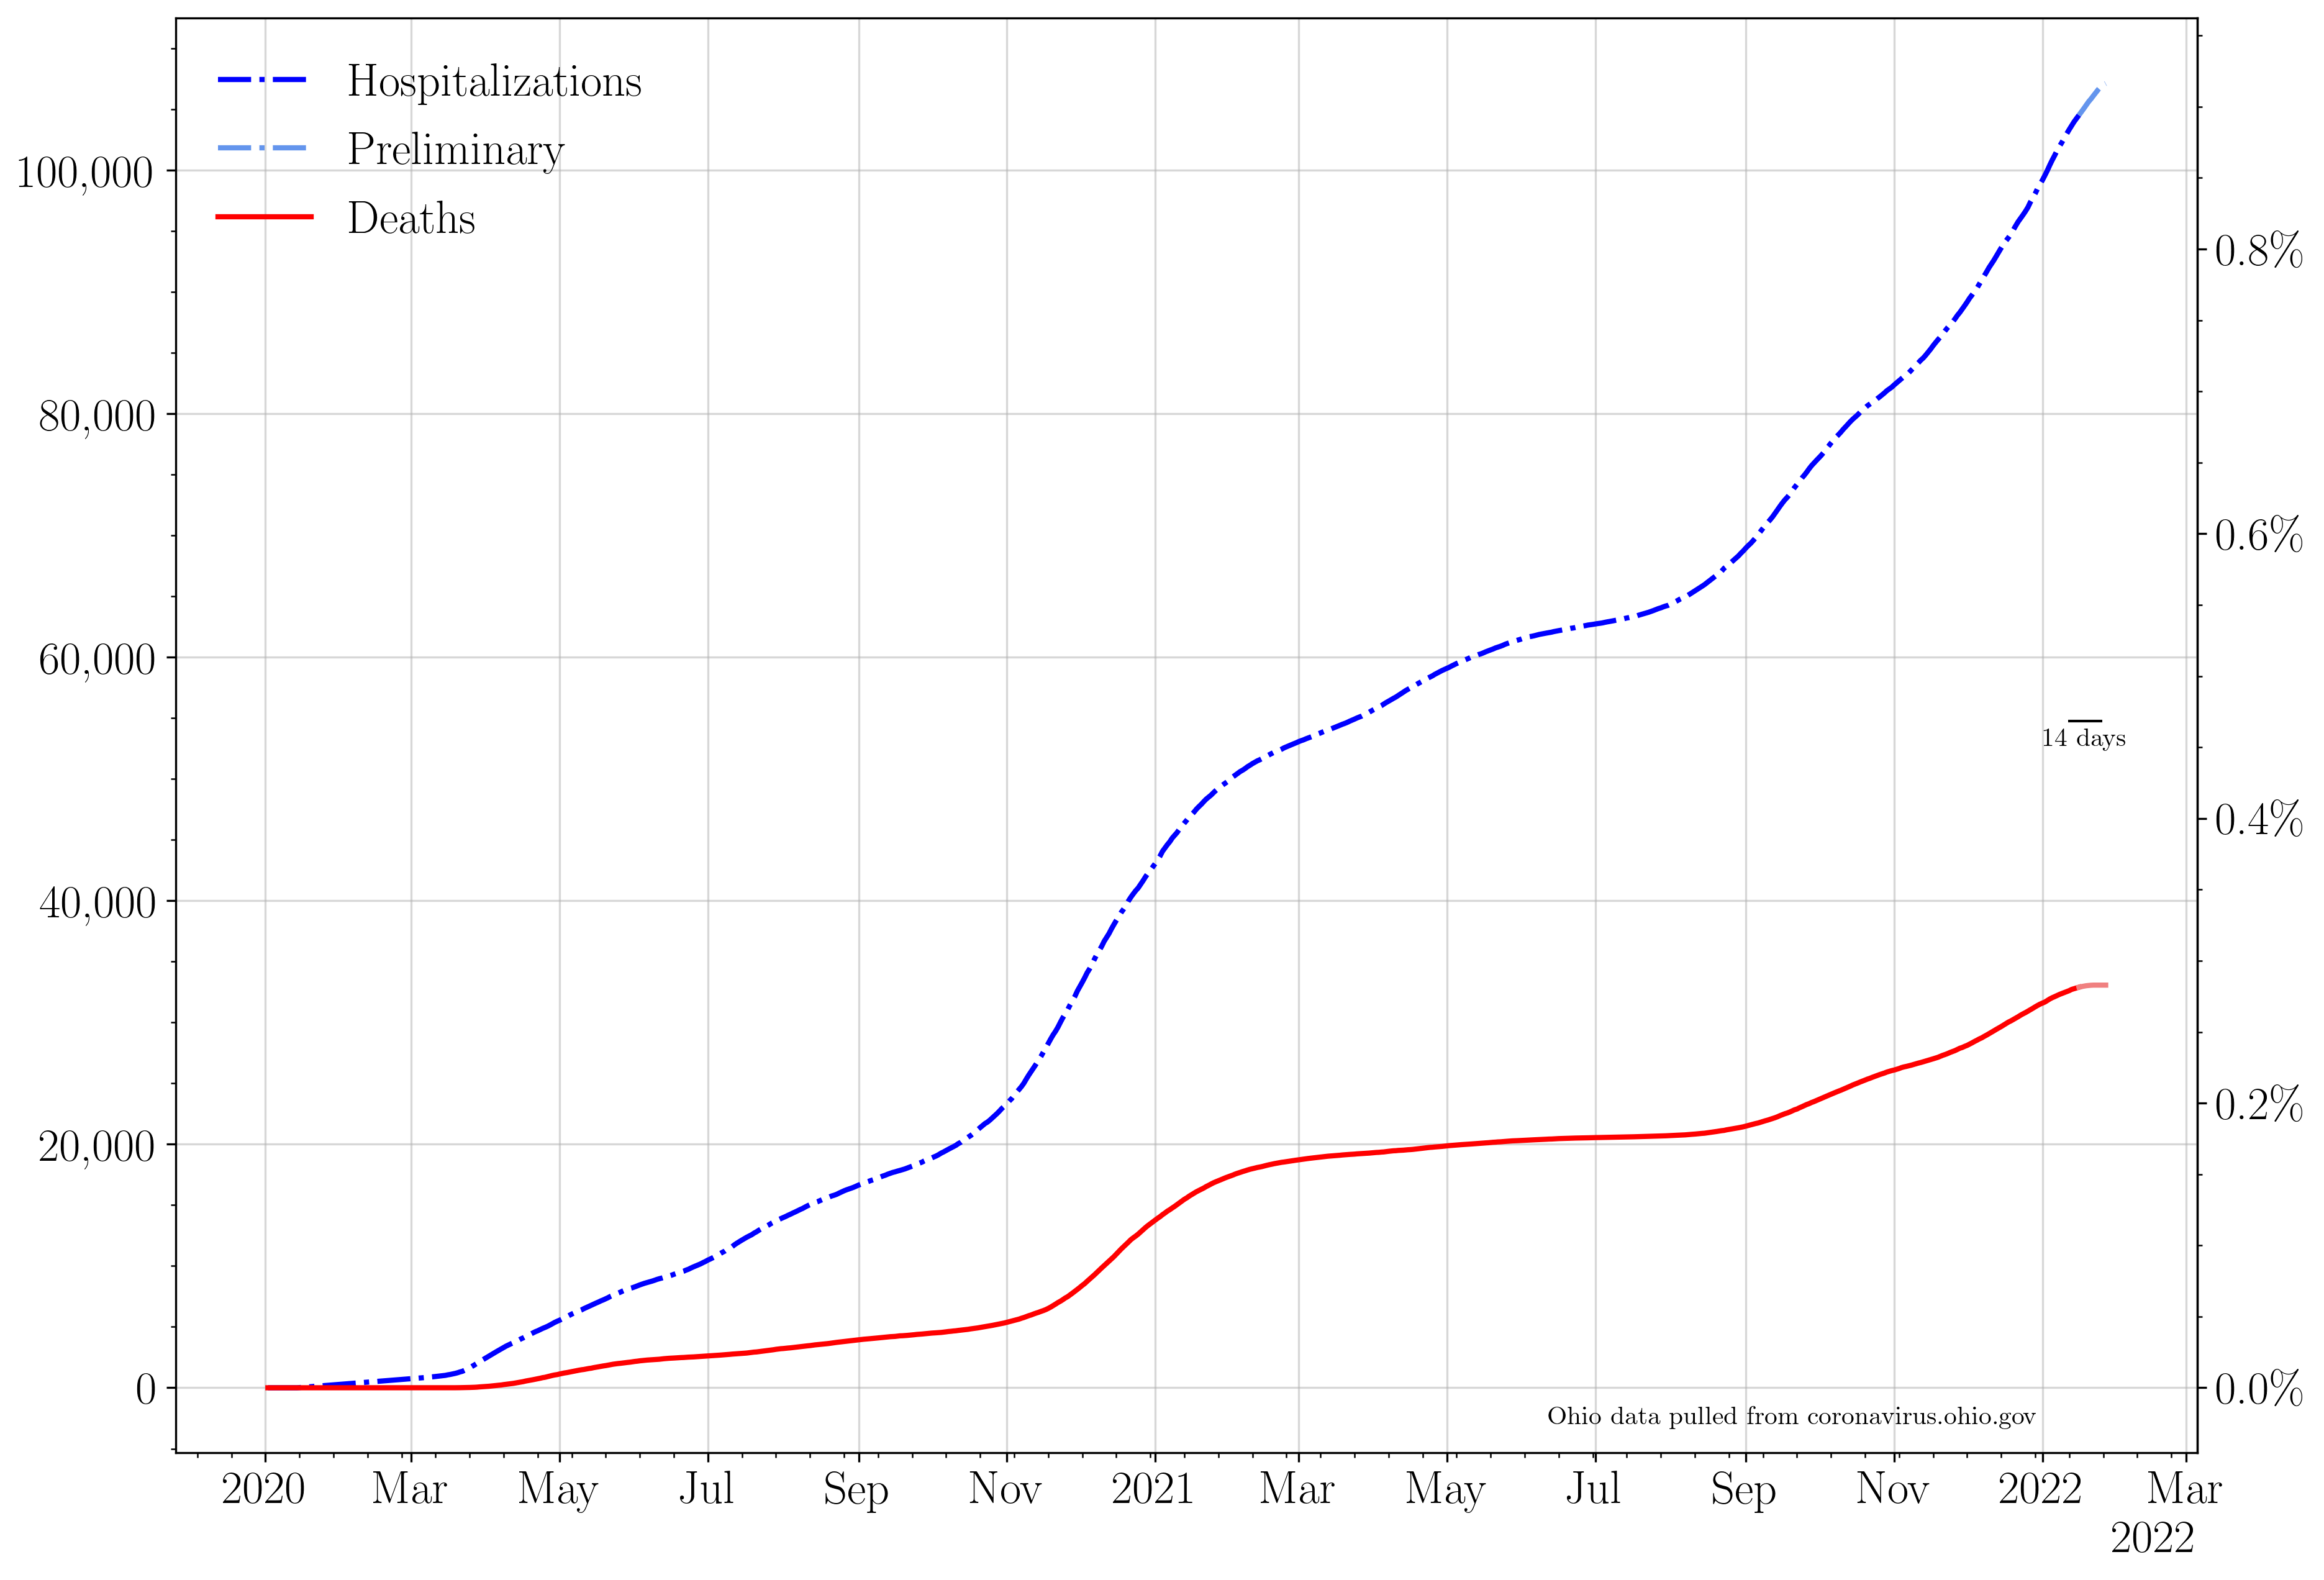 Hospitalizations
Preliminary
Deaths
100,000
80,000
60,000
40,000
20,000
0
0.8%
0.6%
0.4%
0.2%
0.0%
14 days
Ohio data pulled from coronavirus.ohio.gov
2020 Mar May Jul Sep Nov 2021 Mar May Jul Sep Nov 2022 Mar
2022